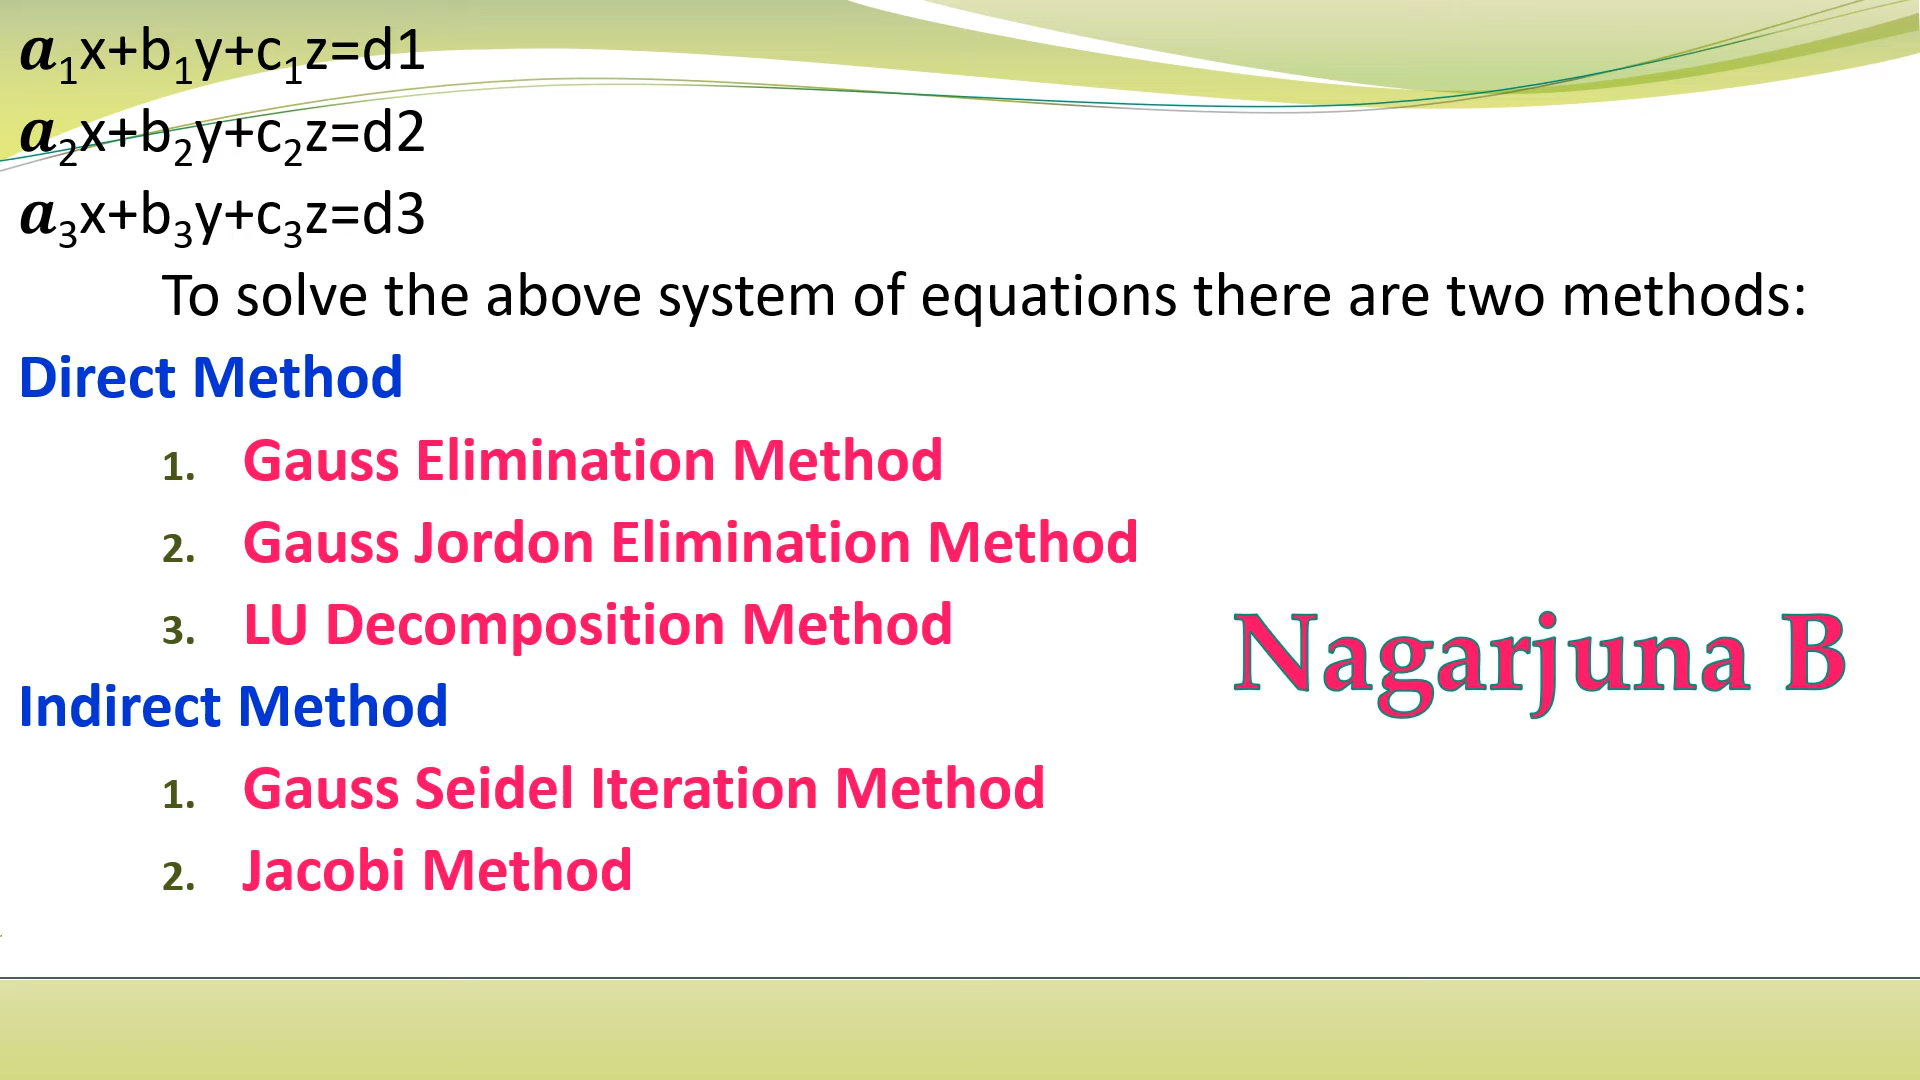 a₁x+b₁y+c₁z=d1
a₂x+b₂y+c₂z=d2
a₃x+b₃y+c₃z=d3
To solve the above system of equations there are two methods:
Direct Method
1. Gauss Elimination Method
2. Gauss Jordon Elimination Method
3. LU Decomposition Method
Nagarjuna B
Indirect Method
1. Gauss Seidel Iteration Method
2. Jacobi Method